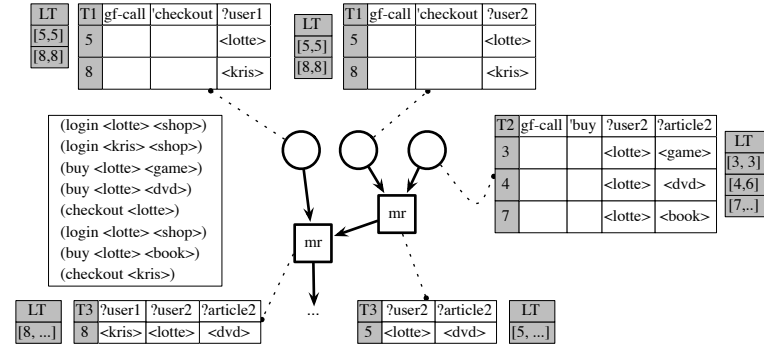 LT
[5,5]
[8,8]
T1 gf-call 'checkout ?user1
5 <lotte>
8 <kris>
LT
[5,5]
[8,8]
T1 gf-call 'checkout ?user2
5 <lotte>
8 <kris>
(login <lotte> <shop>)
(login <kris> <shop>)
(buy <lotte> <game>)
(buy <lotte> <dvd>)
(checkout <lotte>)
(login <lotte> <shop>)
(buy <lotte> <book>)
(checkout <kris>)
T2 gf-call 'buy ?user2 ?article2
3 <lotte> <game>
4 <lotte> <dvd>
7 <lotte> <book>
LT
[3, 3]
[4,6]
[7,..]
mr
mr
...
LT
[8, ...]
T3 ?user1 ?user2 ?article2
8 <kris> <lotte> <dvd>
T3 ?user2 ?article2
5 <lotte> <dvd>
LT
[5, ...]